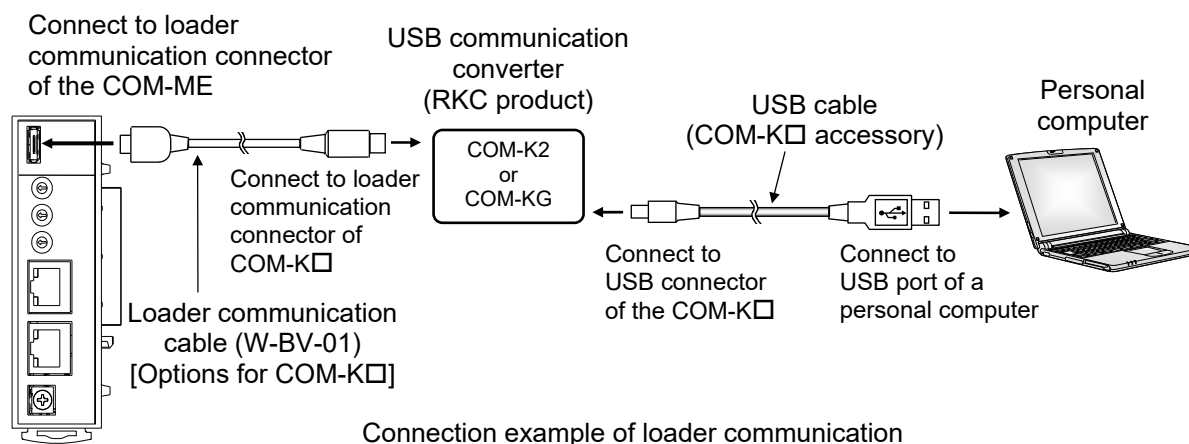 Connect to loader
communication connector
of the COM-ME
USB communication
converter
(RKC product)
COM-K2
or
COM-KG
USB cable
(COM-K□ accessory)
Personal
computer
Connect to loader
communication
connector of
COM-K□
Loader communication
cable (W-BV-01)
[Options for COM-K□]
Connect to
USB connector
of the COM-K□
Connect to
USB port of a
personal computer
Connection example of loader communication